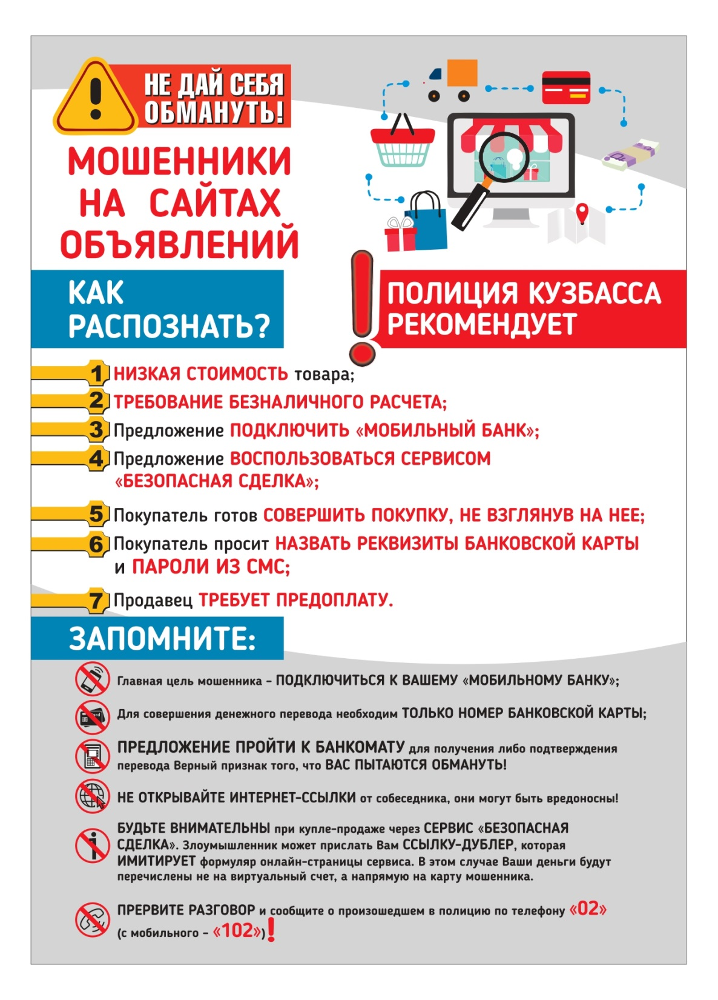 НЕ ДАЙ СЕБЯ
ОБМАНУТЬ!
МОШЕННИКИ
НА САЙТАХ
ОБЪЯВЛЕНИЙ
КАК
РАСПОЗНАТЬ?
ПОЛИЦИЯ КУЗБАССА
РЕКОМЕНДУЕТ
1 НИЗКАЯ СТОИМОСТЬ товара;
2 ТРЕБОВАНИЕ БЕЗНАЛИЧНОГО РАСЧЕТА;
3 Предложение ПОДКЛЮЧИТЬ «МОБИЛЬНЫЙ БАНК»;
4 Предложение ВОСПОЛЬЗОВАТЬСЯ СЕРВИСОМ
«БЕЗОПАСНАЯ СДЕЛКА»;
5 Покупатель готов СОВЕРШИТЬ ПОКУПКУ, НЕ ВЗГЛЯНУВ НА НЕЕ;
6 Покупатель просит НАЗВАТЬ РЕКВИЗИТЫ БАНКОВСКОЙ КАРТЫ
и ПАРОЛИ ИЗ СМС;
7 Продавец ТРЕБУЕТ ПРЕДОПЛАТУ.
ЗАПОМНИТЕ:
Главная цель мошенника – ПОДКЛЮЧИТЬСЯ К ВАШЕМУ «МОБИЛЬНОМУ БАНКУ»;
Для совершения денежного перевода необходим ТОЛЬКО НОМЕР БАНКОВСКОЙ КАРТЫ;
ПРЕДЛОЖЕНИЕ ПРОЙТИ К БАНКОМАТУ для получения либо подтверждения
перевода Верный признак того, что ВАС ПЫТАЮТСЯ ОБМАНУТЬ!
НЕ ОТКРЫВАЙТЕ ИНТЕРНЕТ-ССЫЛКИ от собеседника, они могут быть вредоносны!
БУДЬТЕ ВНИМАТЕЛЬНЫ при купле-продаже через СЕРВИС «БЕЗОПАСНАЯ
СДЕЛКА». Злоумышленник может прислать Вам ССЫЛКУ-ДУБЛЕР, которая
ИМИТИРУЕТ формуляр онлайн-страницы сервиса. В этом случае Ваши деньги будут
перечислены не на виртуальный счет, а напрямую на карту мошенника.
ПРЕРВИТЕ РАЗГОВОР и сообщите о произошедшем в полицию по телефону «02»
(с мобильного – «102»)!